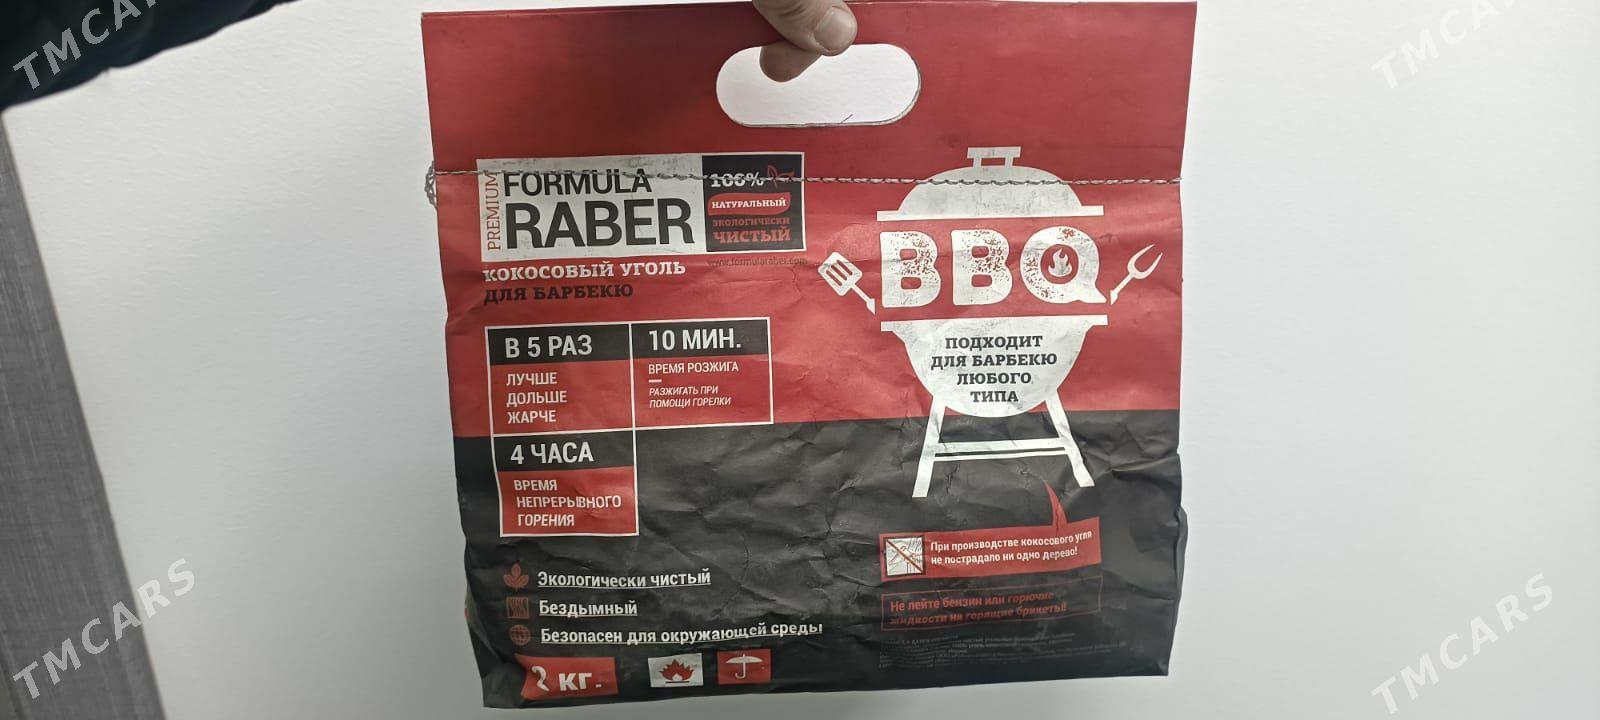 TMCARS
TMCARS
PREMIUM
FORMULA
RABER
100%
НАТУРАЛЬНЫЙ
ЭКОЛОГИЧЕСКИ
ЧИСТЫЙ
www.formularaber.com
КОКОСОВЫЙ УГОЛЬ
ДЛЯ БАРБЕКЮ
BBQ
ПОДХОДИТ
ДЛЯ БАРБЕКЮ
ЛЮБОГО
ТИПА
В 5 РАЗ
ЛУЧШЕ
ДОЛЬШЕ
ЖАРЧЕ
10 МИН.
ВРЕМЯ РОЗЖИГА
РАЗЖИГАТЬ ПРИ
ПОМОЩИ ГОРЕЛКИ
4 ЧАСА
ВРЕМЯ
НЕПРЕРЫВНОГО
ГОРЕНИЯ
При производстве кокосового угля
не пострадало ни одно дерево!
Не лейте бензин или горючие
жидкости на горящие брикеты!
Экологически чистый
Бездымный
Безопасен для окружающей среды
кг.
TMCARS
TMCARS